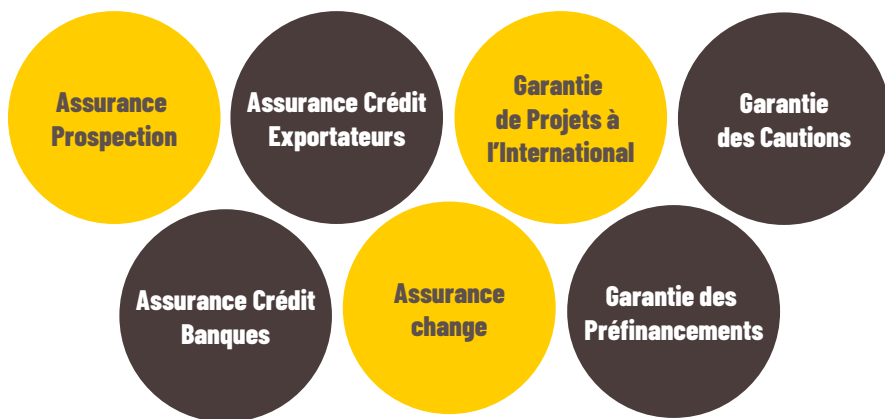 Assurance
Prospection
Assurance Crédit
Exportateurs
Garantie
de Projets à
l’International
Garantie
des Cautions
Assurance Crédit
Banques
Assurance
change
Garantie des
Préfinancements